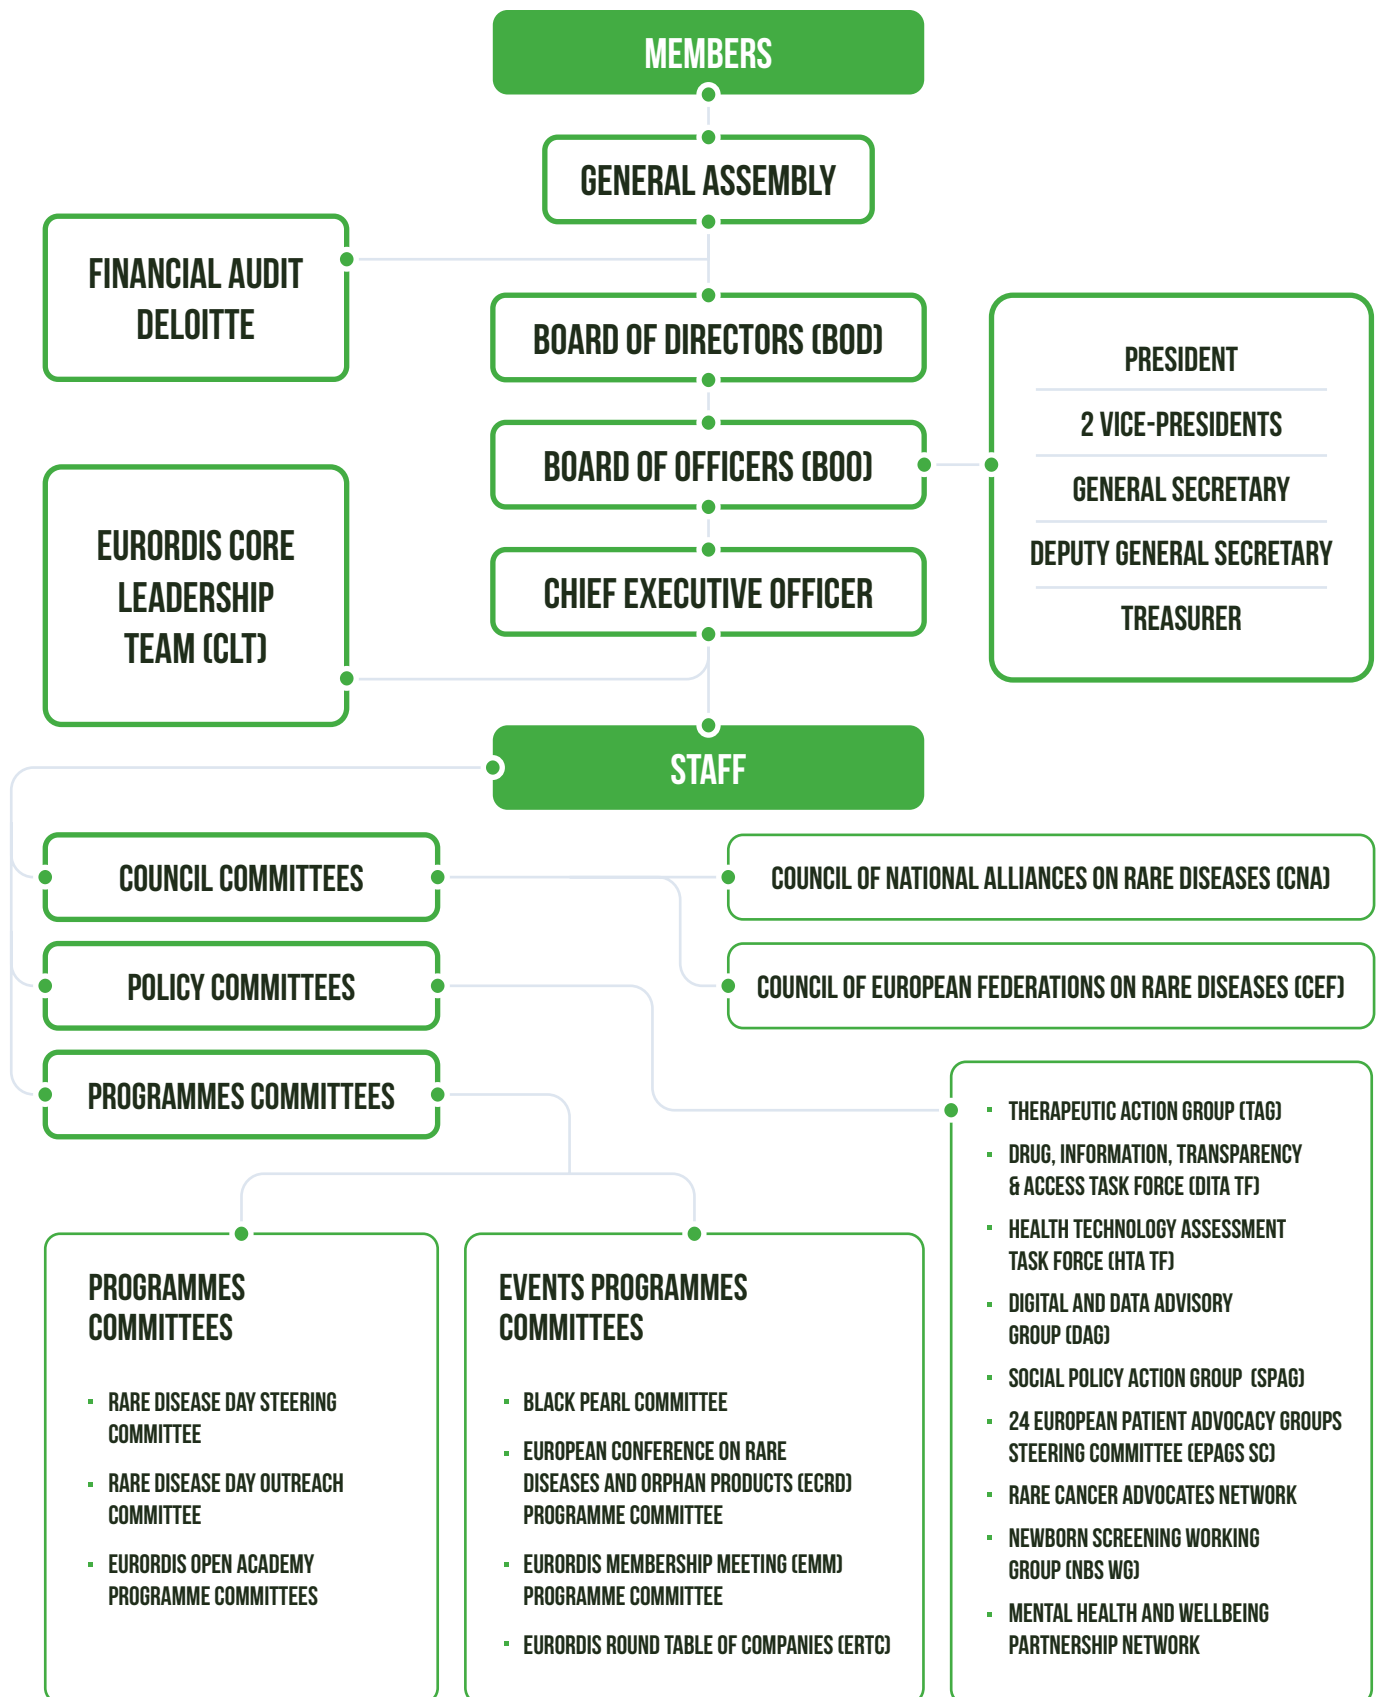 MEMBERS
GENERAL ASSEMBLY
FINANCIAL AUDIT
DELOITTE
BOARD OF DIRECTORS (BOD)
BOARD OF OFFICERS (BOO)
PRESIDENT
2 VICE-PRESIDENTS
GENERAL SECRETARY
DEPUTY GENERAL SECRETARY
TREASURER
EURORDIS CORE
LEADERSHIP
TEAM (CLT)
CHIEF EXECUTIVE OFFICER
STAFF
COUNCIL COMMITTEES
COUNCIL OF NATIONAL ALLIANCES ON RARE DISEASES (CNA)
COUNCIL OF EUROPEAN FEDERATIONS ON RARE DISEASES (CEF)
POLICY COMMITTEES
PROGRAMMES COMMITTEES
THERAPEUTIC ACTION GROUP (TAG)
DRUG, INFORMATION, TRANSPARENCY
& ACCESS TASK FORCE (DITA TF)
HEALTH TECHNOLOGY ASSESSMENT
TASK FORCE (HTA TF)
DIGITAL AND DATA ADVISORY
GROUP (DAG)
SOCIAL POLICY ACTION GROUP (SPAG)
24 EUROPEAN PATIENT ADVOCACY GROUPS
STEERING COMMITTEE (EPAGS SC)
RARE CANCER ADVOCATES NETWORK
NEWBORN SCREENING WORKING
GROUP (NBS WG)
MENTAL HEALTH AND WELLBEING
PARTNERSHIP NETWORK
PROGRAMMES
COMMITTEES
RARE DISEASE DAY STEERING
COMMITTEE
RARE DISEASE DAY OUTREACH
COMMITTEE
EURORDIS OPEN ACADEMY
PROGRAMME COMMITTEES
EVENTS PROGRAMMES
COMMITTEES
BLACK PEARL COMMITTEE
EUROPEAN CONFERENCE ON RARE
DISEASES AND ORPHAN PRODUCTS (ECRD)
PROGRAMME COMMITTEE
EURORDIS MEMBERSHIP MEETING (EMM)
PROGRAMME COMMITTEE
EURORDIS ROUND TABLE OF COMPANIES (ERTC)